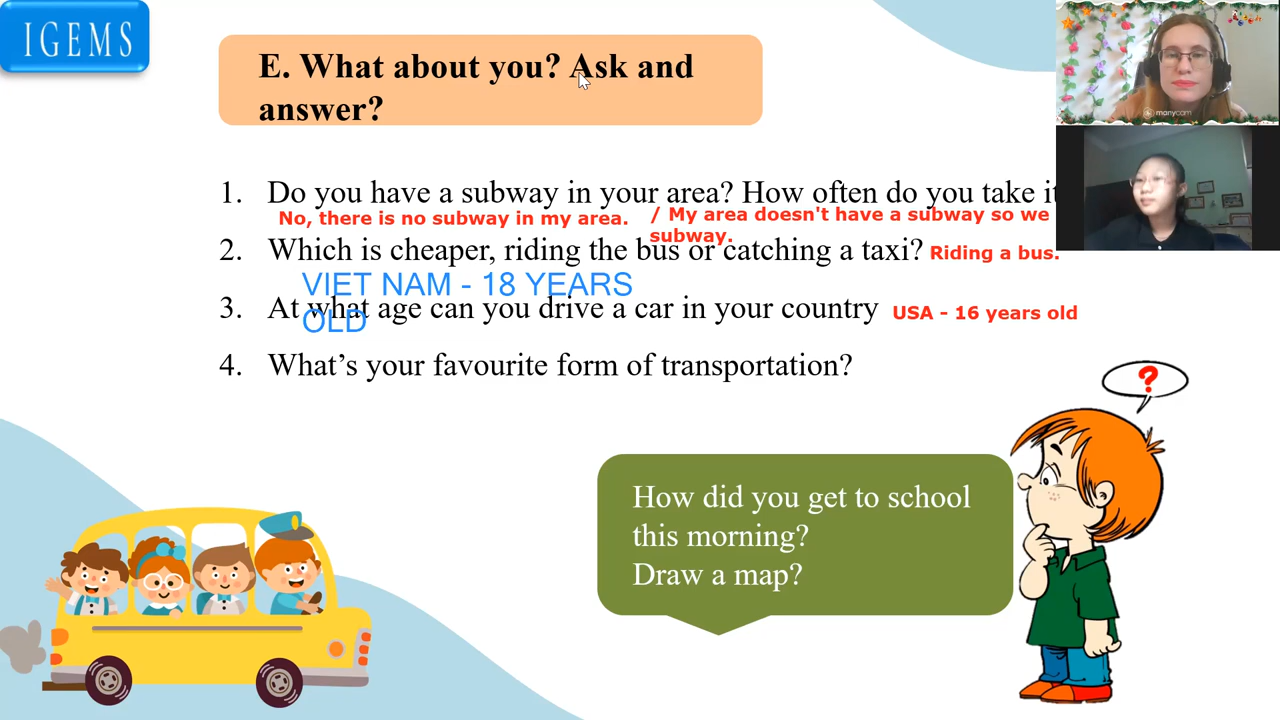 IGEMS
E. What about you? Ask and
answer?
1. Do you have a subway in your area? How often do you take it
No, there is no subway in my area.
/ My area doesn't have a subway so we
subway.
2. Which is cheaper, riding the bus or catching a taxi?
Riding a bus.
VIET NAM - 18 YEARS
OLD
3. At what age can you drive a car in your country
USA - 16 years old
4. What's your favourite form of transportation?
?
How did you get to school
this morning?
Draw a map?
manycam